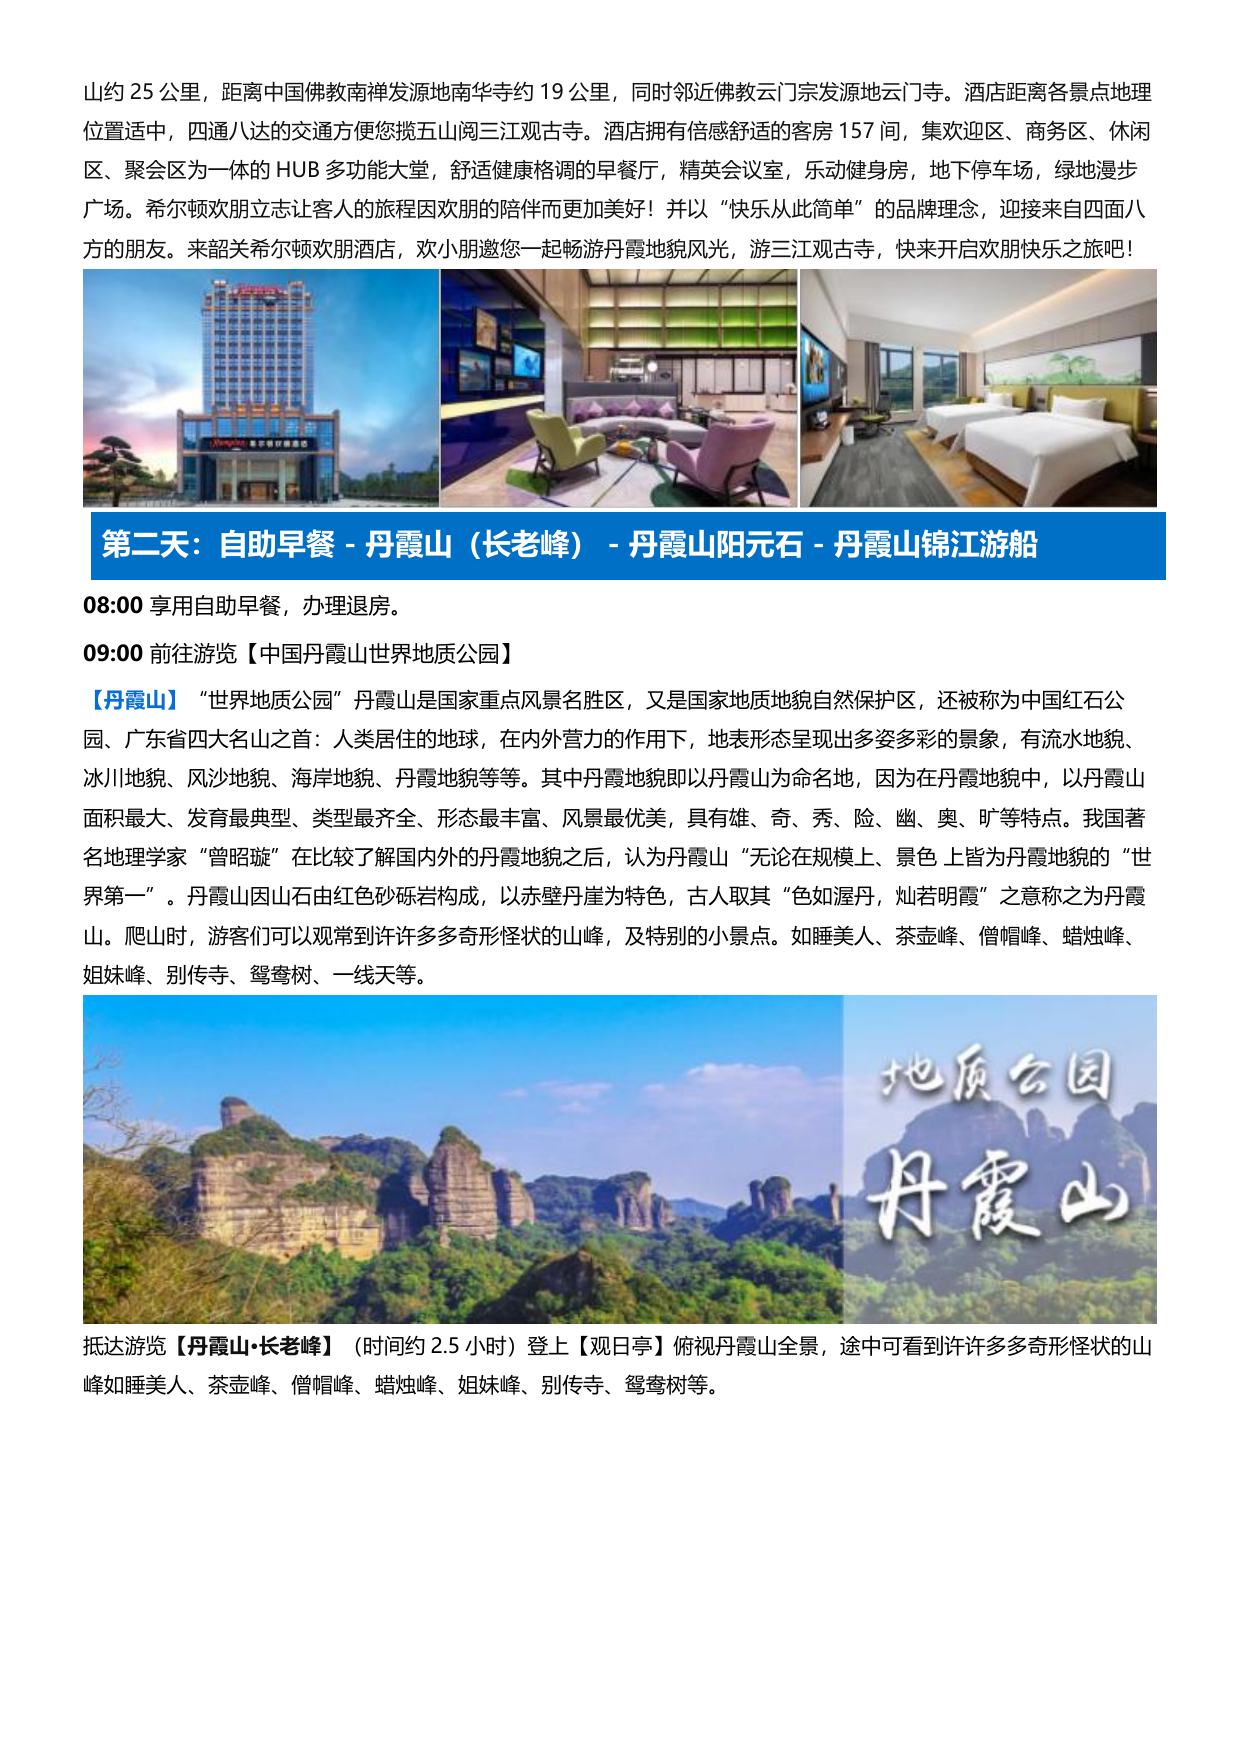 山约 25 公里，距离中国佛教南禅发源地南华寺约 19 公里，同时邻近佛教云门宗发源地云门寺。酒店距离各景点地理
位置适中，四通八达的交通方便您揽五山阅三江观古寺。酒店拥有倍感舒适的客房 157 间，集欢迎区、商务区、休闲
区、聚会区为一体的 HUB 多功能大堂，舒适健康格调的早餐厅，精英会议室，乐动健身房，地下停车场，绿地漫步
广场。希尔顿欢朋立志让客人的旅程因欢朋的陪伴而更加美好！并以“快乐从此简单”的品牌理念，迎接来自四面八
方的朋友。来韶关希尔顿欢朋酒店，欢小朋邀您一起畅游丹霞地貌风光，游三江观古寺，快来开启欢朋快乐之旅吧！
Hampton
Hampton 希尔顿欢朋酒店
第二天：自助早餐 - 丹霞山（长老峰） - 丹霞山阳元石 - 丹霞山锦江游船
08:00 享用自助早餐，办理退房。
09:00 前往游览【中国丹霞山世界地质公园】
【丹霞山】“世界地质公园”丹霞山是国家重点风景名胜区，又是国家地质地貌自然保护区，还被称为中国红石公
园、广东省四大名山之首：人类居住的地球，在内外营力的作用下，地表形态呈现出多姿多彩的景象，有流水地貌、
冰川地貌、风沙地貌、海岸地貌、丹霞地貌等等。其中丹霞地貌即以丹霞山为命名地，因为在丹霞地貌中，以丹霞山
面积最大、发育最典型、类型最齐全、形态最丰富、风景最优美，具有雄、奇、秀、险、幽、奥、旷等特点。我国著
名地理学家“曾昭璇”在比较了解国内外的丹霞地貌之后，认为丹霞山“无论在规模上、景色 上皆为丹霞地貌的“世
界第一”。丹霞山因山石由红色砂砾岩构成，以赤壁丹崖为特色，古人取其“色如渥丹，灿若明霞”之意称之为丹霞
山。爬山时，游客们可以观常到许许多多奇形怪状的山峰，及特别的小景点。如睡美人、茶壶峰、僧帽峰、蜡烛峰、
姐妹峰、别传寺、鸳鸯树、一线天等。
地质公园
丹霞山
抵达游览【丹霞山•长老峰】（时间约 2.5 小时）登上【观日亭】俯视丹霞山全景，途中可看到许许多多奇形怪状的山
峰如睡美人、茶壶峰、僧帽峰、蜡烛峰、姐妹峰、别传寺、鸳鸯树等。